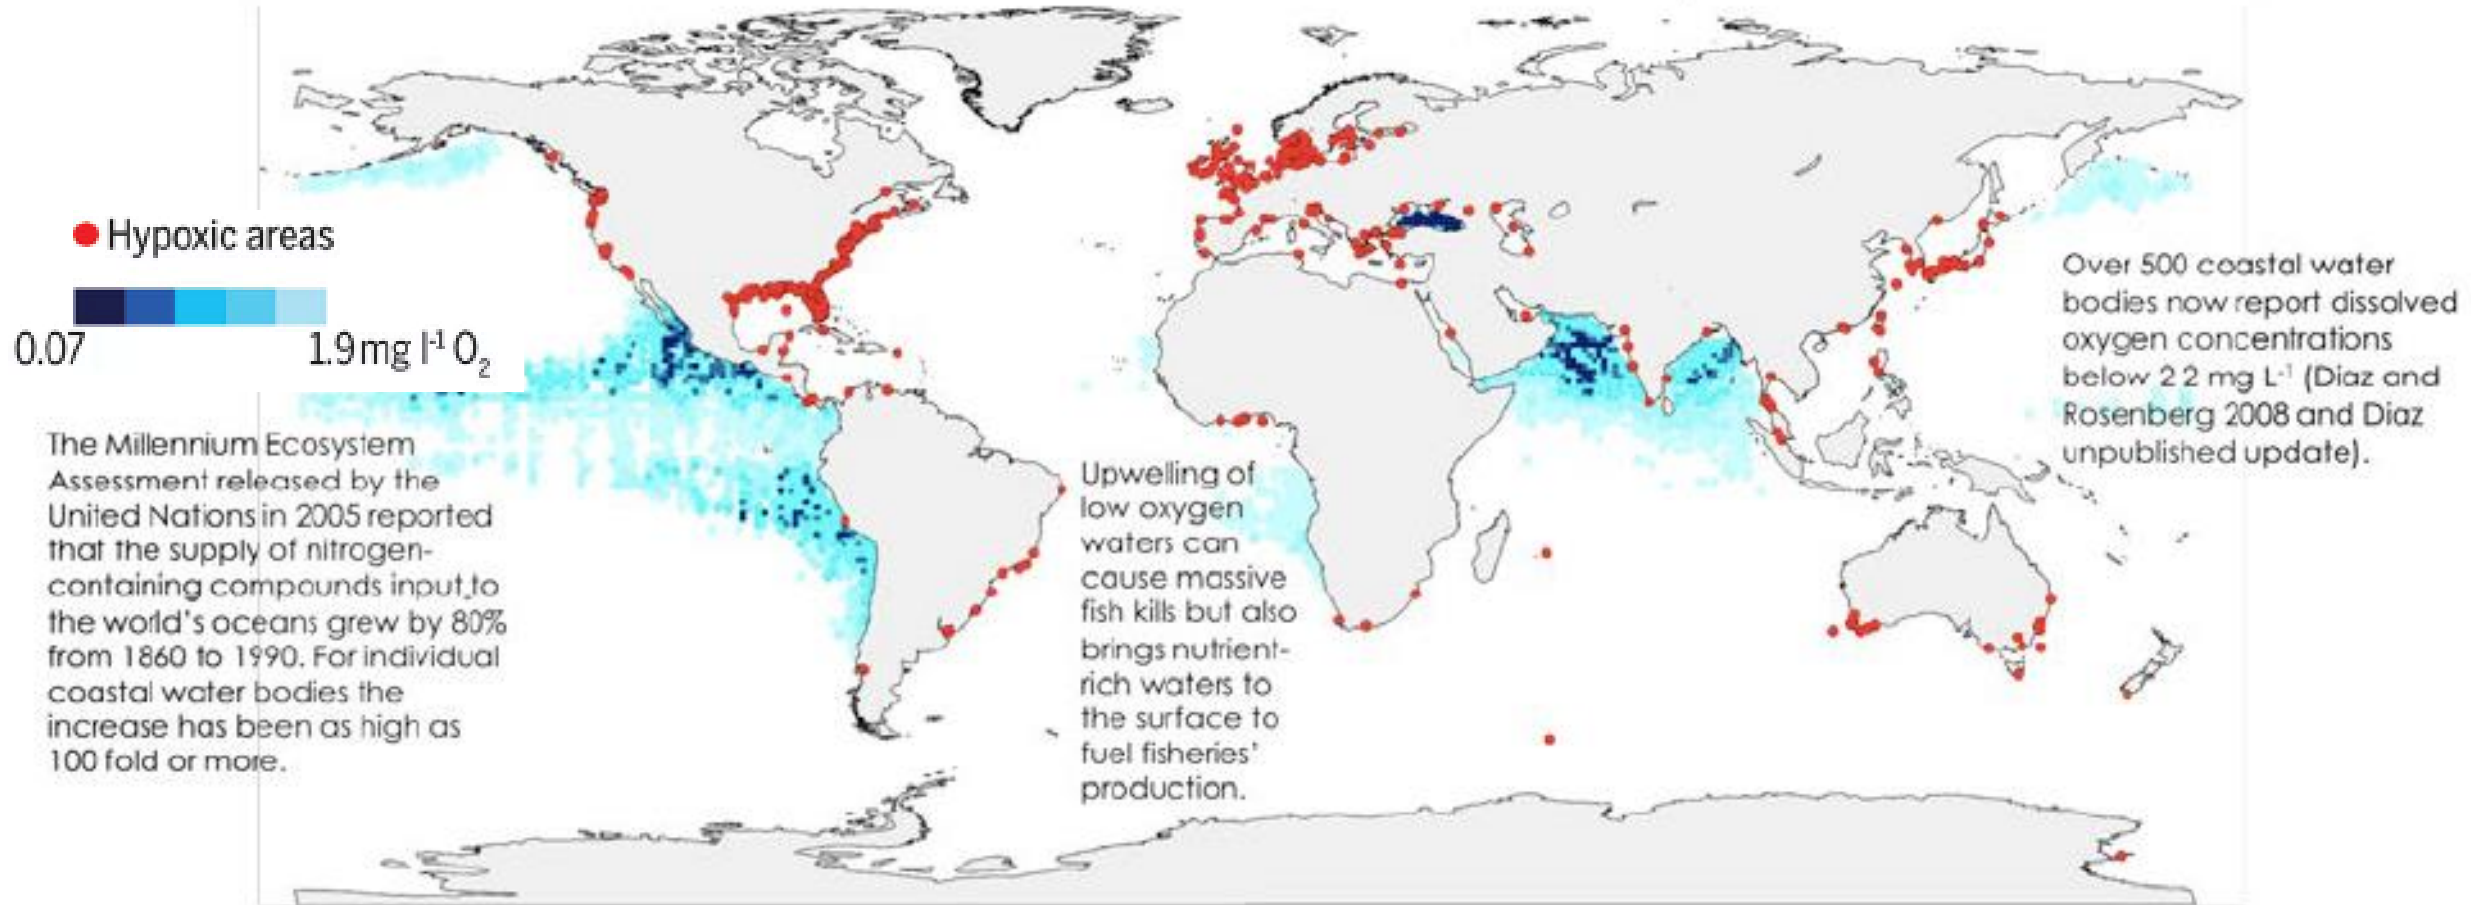 Hypoxic areas
0.07
1.9mg l⁻¹ O₂
The Millennium Ecosystem
Assessment released by the
United Nations in 2005 reported
that the supply of nitrogen-
containing compounds input to
the world's oceans grew by 80%
from 1860 to 1990. For individual
coastal water bodies the
increase has been as high as
100 fold or more.
Upwelling of
low oxygen
waters can
cause massive
fish kills but also
brings nutrient-
rich waters to
the surface to
fuel fisheries'
production.
Over 500 coastal water
bodies now report dissolved
oxygen concentrations
below 2 2 mg L⁻¹ (Diaz and
Rosenberg 2008 and Diaz
unpublished update).